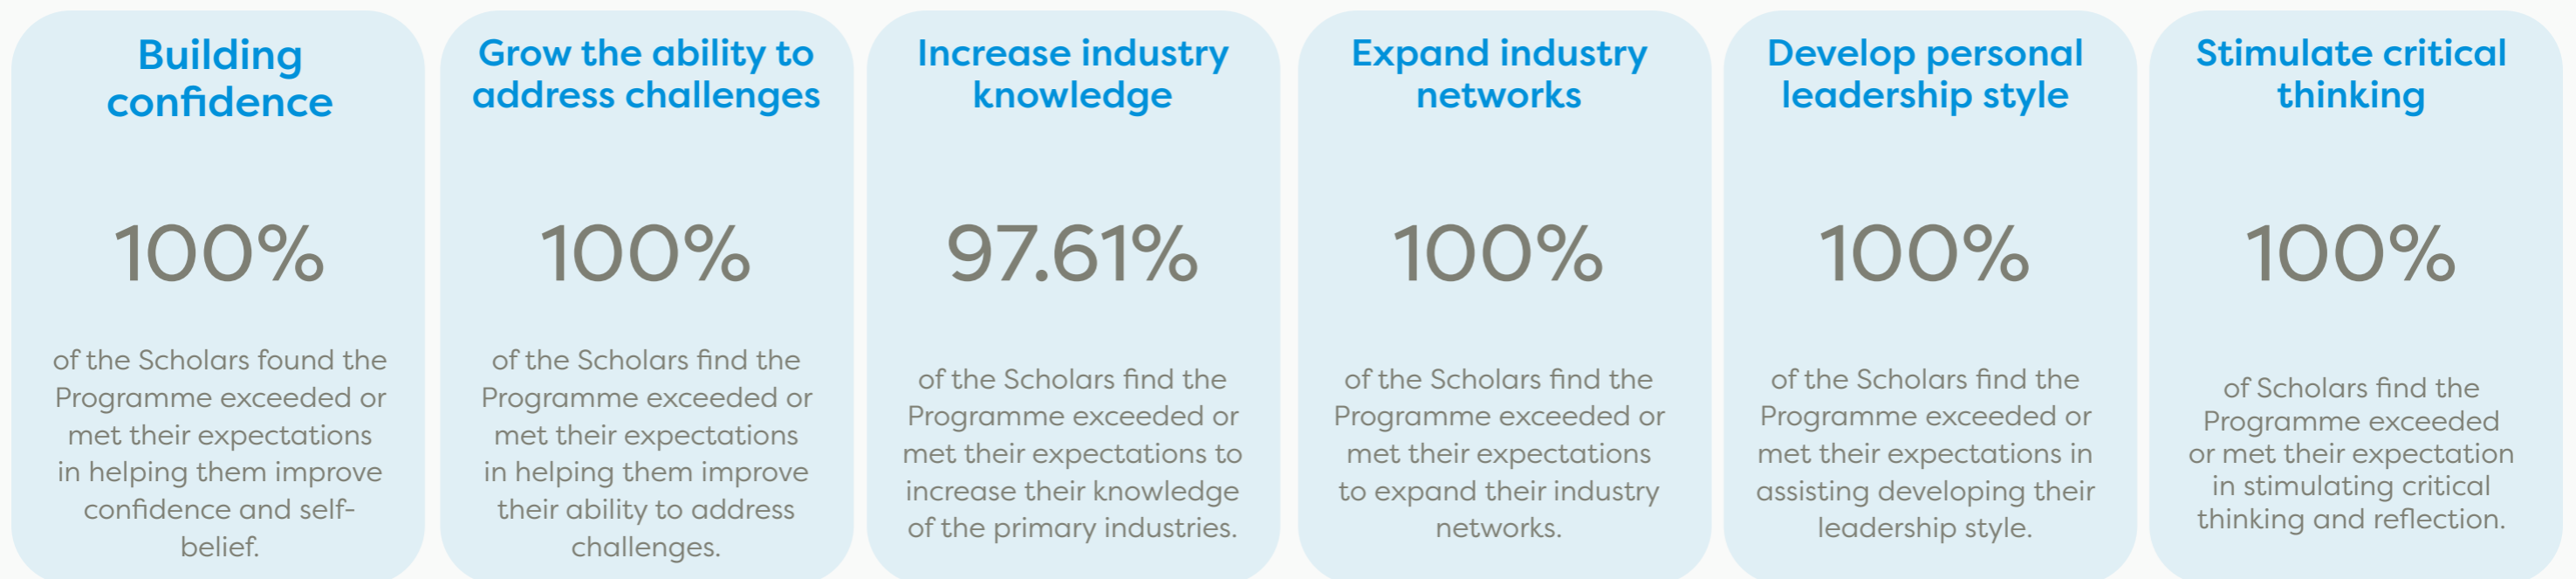 Building
confidence
100%
of the Scholars found the
Programme exceeded or
met their expectations
in helping them improve
confidence and self-
belief.
Grow the ability to
address challenges
100%
of the Scholars find the
Programme exceeded or
met their expectations
in helping them improve
their ability to address
challenges.
Increase industry
knowledge
97.61%
of the Scholars find the
Programme exceeded or
met their expectations to
increase their knowledge
of the primary industries.
Expand industry
networks
100%
of the Scholars find the
Programme exceeded or
met their expectations
to expand their industry
networks.
Develop personal
leadership style
100%
of the Scholars find the
Programme exceeded or
met their expectations in
assisting developing their
leadership style.
Stimulate critical
thinking
100%
of Scholars find the
Programme exceeded
or met their expectation
in stimulating critical
thinking and reflection.